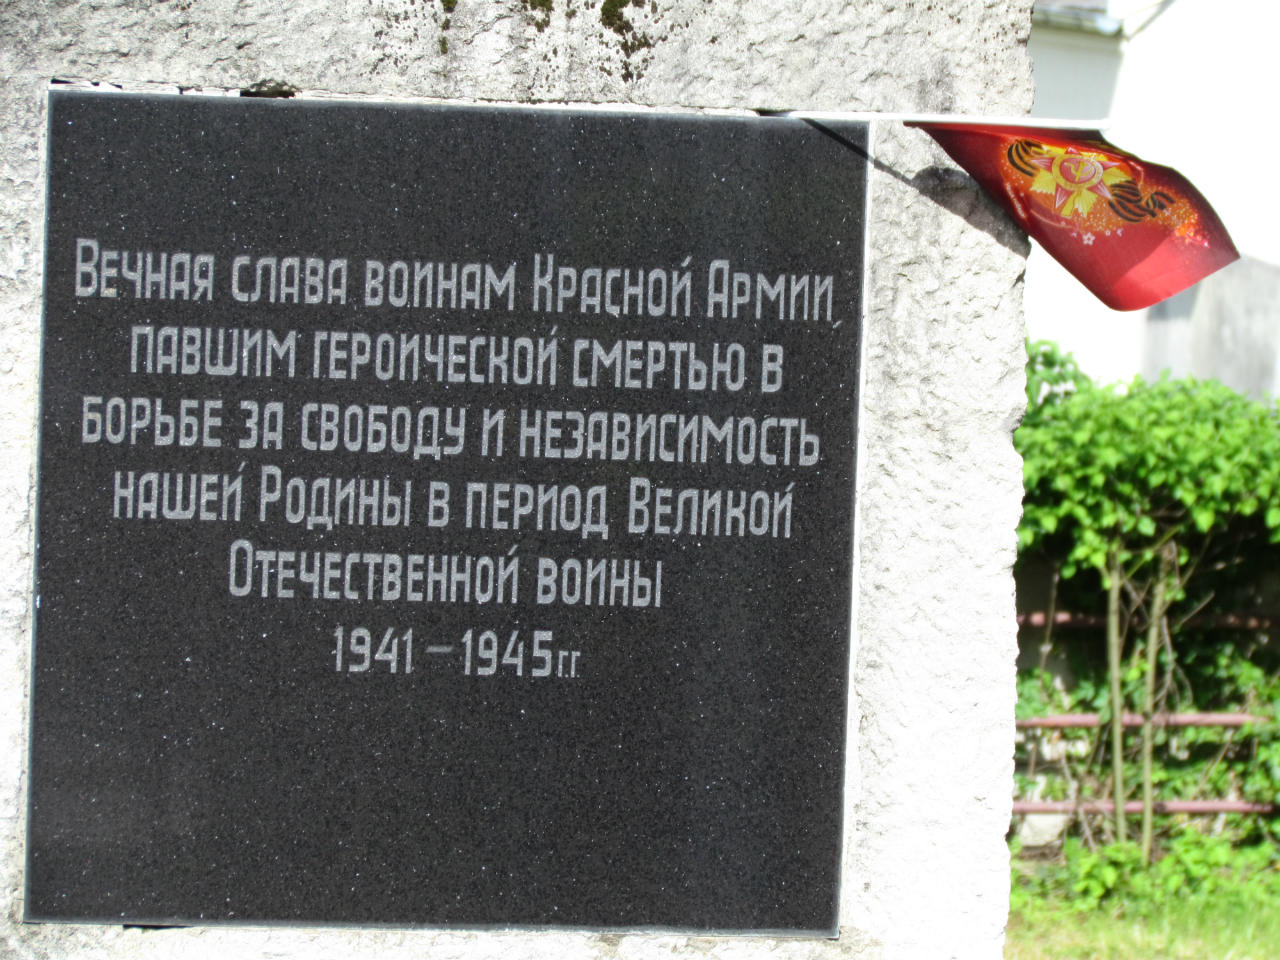 Вечная слава воинам Красной Армии,
павшим героической смертью в
борьбе за свободу и независимость
нашей Родины в период Великой
Отечественной войны
1941 – 1945 г.г.